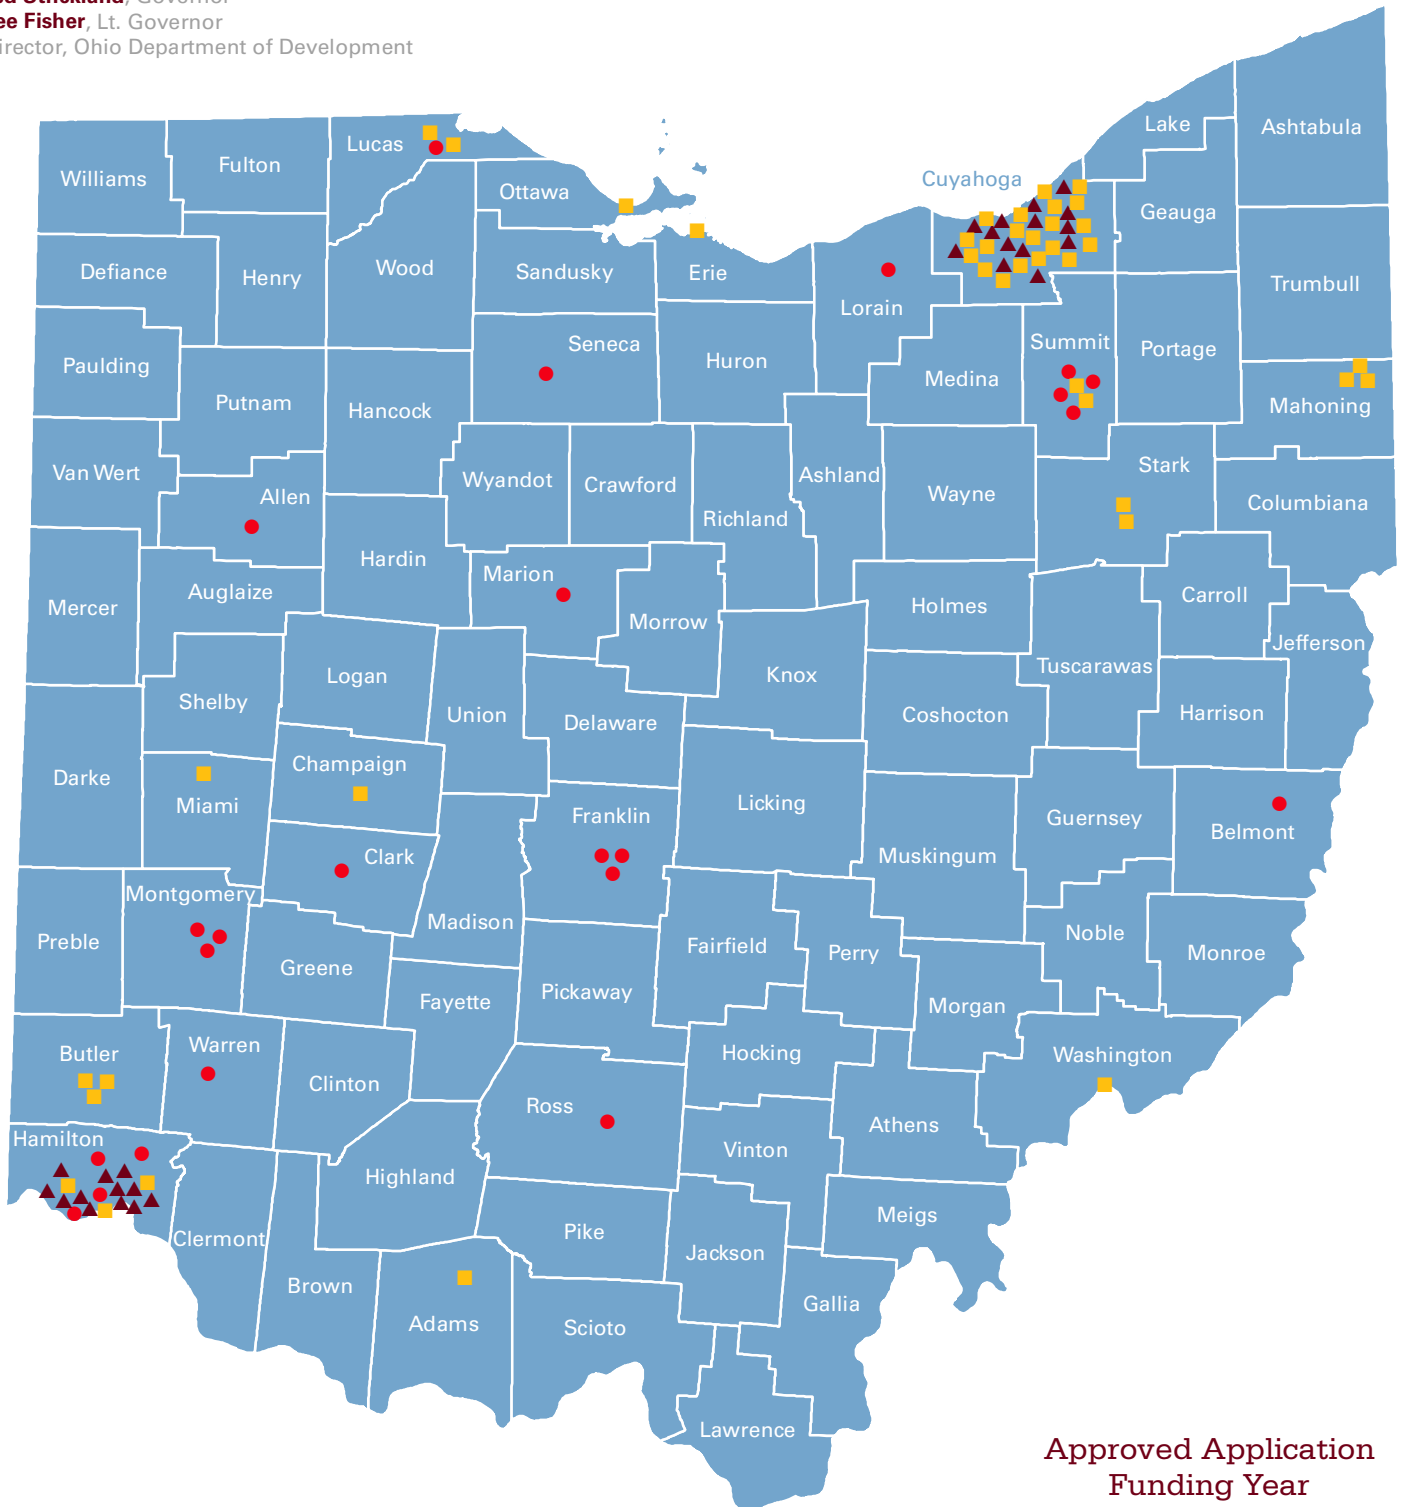 ee Fisher, Lt. Governor
irector, Ohio Department of Development
Lake
Ashtabula
Lucas
Fulton
Williams
Cuyahoga
Ottawa
Geauga
Wood
Defiance
Henry
Sandusky
Erie
Trumbull
Lorain
Seneca
Summit
Portage
Huron
Paulding
Medina
Putnam
Hancock
Mahoning
Stark
Van Wert
Ashland
Wyandot
Crawford
Wayne
Allen
Columbiana
Richland
Hardin
Marion
Auglaize
Carroll
Mercer
Holmes
Morrow
Jefferson
Tuscarawas
Logan
Knox
Shelby
Union
Coshocton
Harrison
Delaware
Champaign
Darke
Licking
Miami
Franklin
Guernsey
Belmont
Clark
Muskingum
Montgomery
Madison
Noble
Preble
Fairfield
Perry
Monroe
Greene
Pickaway
Fayette
Morgan
Warren
Butler
Hocking
Washington
Clinton
Ross
Athens
Hamilton
Vinton
Highland
Meigs
Pike
Clermont
Jackson
Brown
Gallia
Adams
Scioto
Lawrence
Approved Application
Funding Year